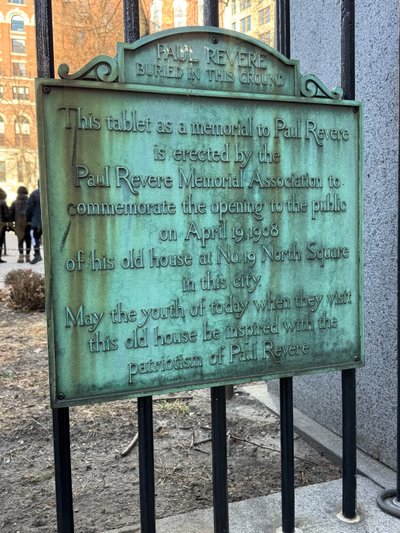 PAUL REVERE
BURIED IN THIS GROUND
This tablet as a memorial to Paul Revere
is erected by the
Paul Revere Memorial Association to
commemorate the opening to the public
on April 19, 1908
of his old house at No. 19 North Square
in this city.
May the youth of today when they visit
this old house be inspired with the
patriotism of Paul Revere